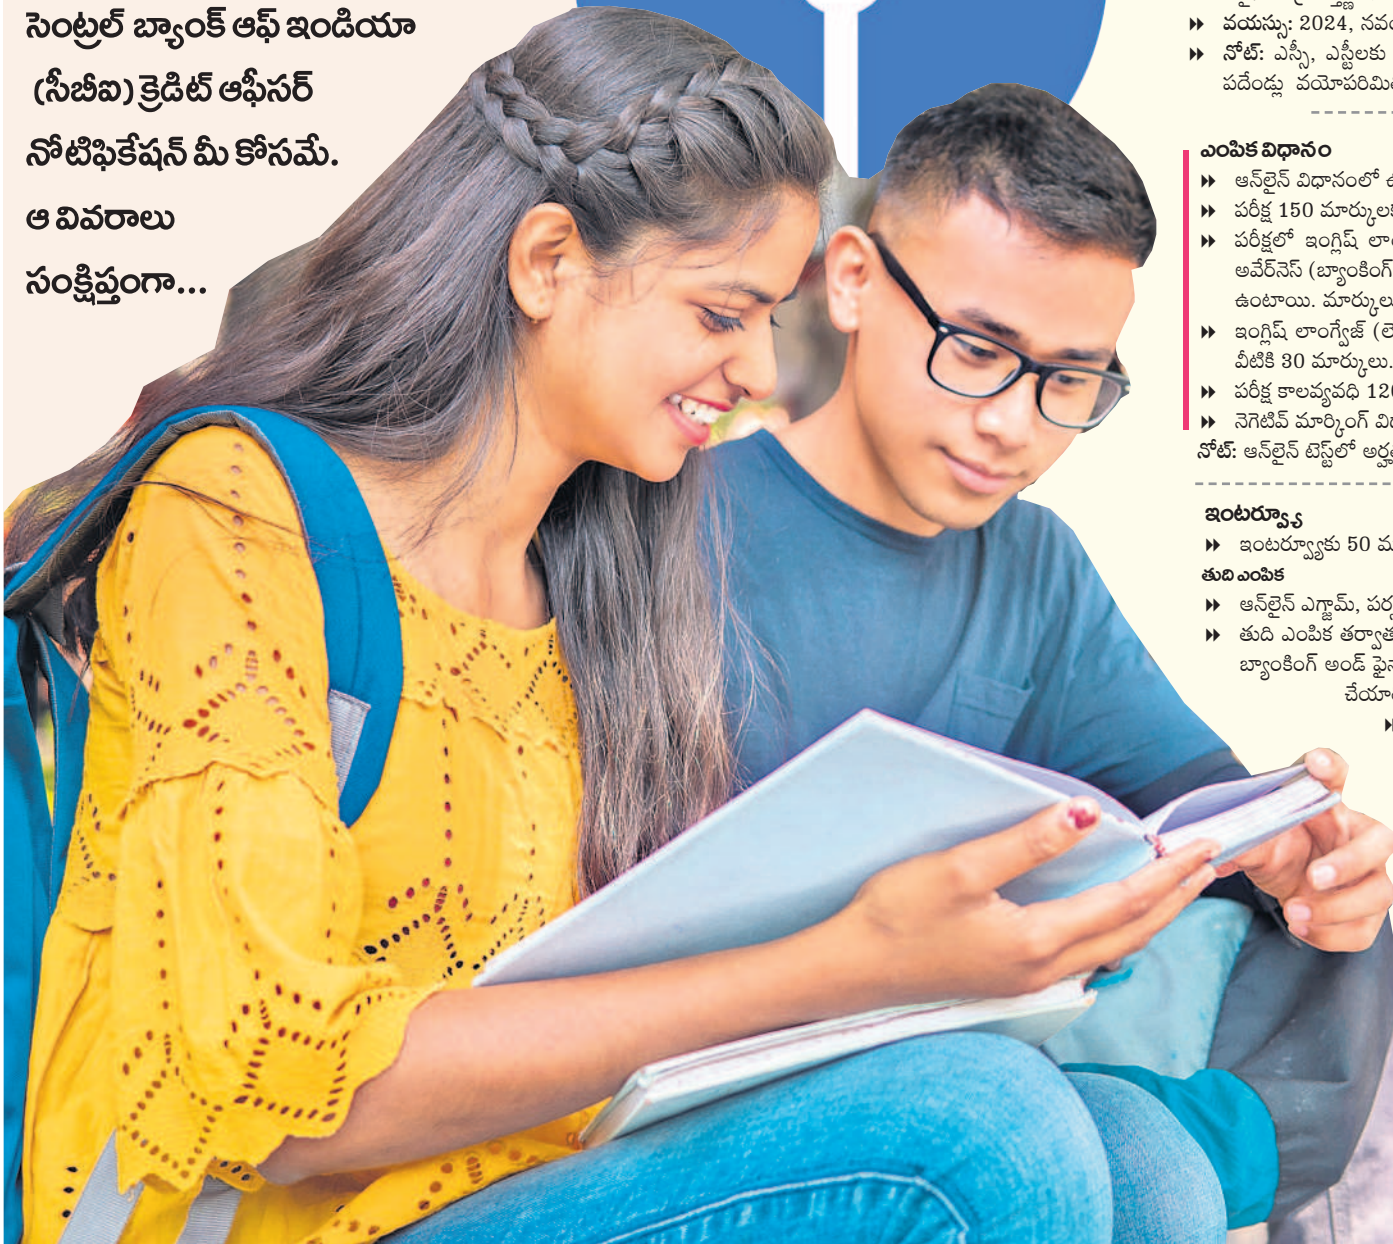 సెంట్రల్ బ్యాంక్ ఆఫ్ ఇండియా
(సీబీఐ) క్రెడిట్ ఆఫీసర్
నోటిఫికేషన్ మీ కోసమే.
ఆ వివరాలు
సంక్షిప్తంగా...
వయస్సు: 2024,
నోట్: ఎస్సీ, ఎస్టీలకు
పదేండ్లు
ఎంపిక విధానం
ఆన్‌లైన్ విధానంలో
పరీక్ష 150
పరీక్షలో ఇంగ్లిష్
అవేర్‌నెస్ (బ్యాంకింగ్
ఉంటాయి.
ఇంగ్లిష్ లాంగ్వేజ్
వీటికి 30 మార్కులు.
పరీక్ష కాలవ్యవధి
నెగెటివ్ మార్కింగ్
నోట్: ఆన్‌లైన్ టెస్ట్‌లో
ఇంటర్వ్యూ
ఇంటర్వ్యూకు 50
తుది ఎంపిక
ఆన్‌లైన్ ఎగ్జామ్,
తుది ఎంపిక
బ్యాంకింగ్ అండ్